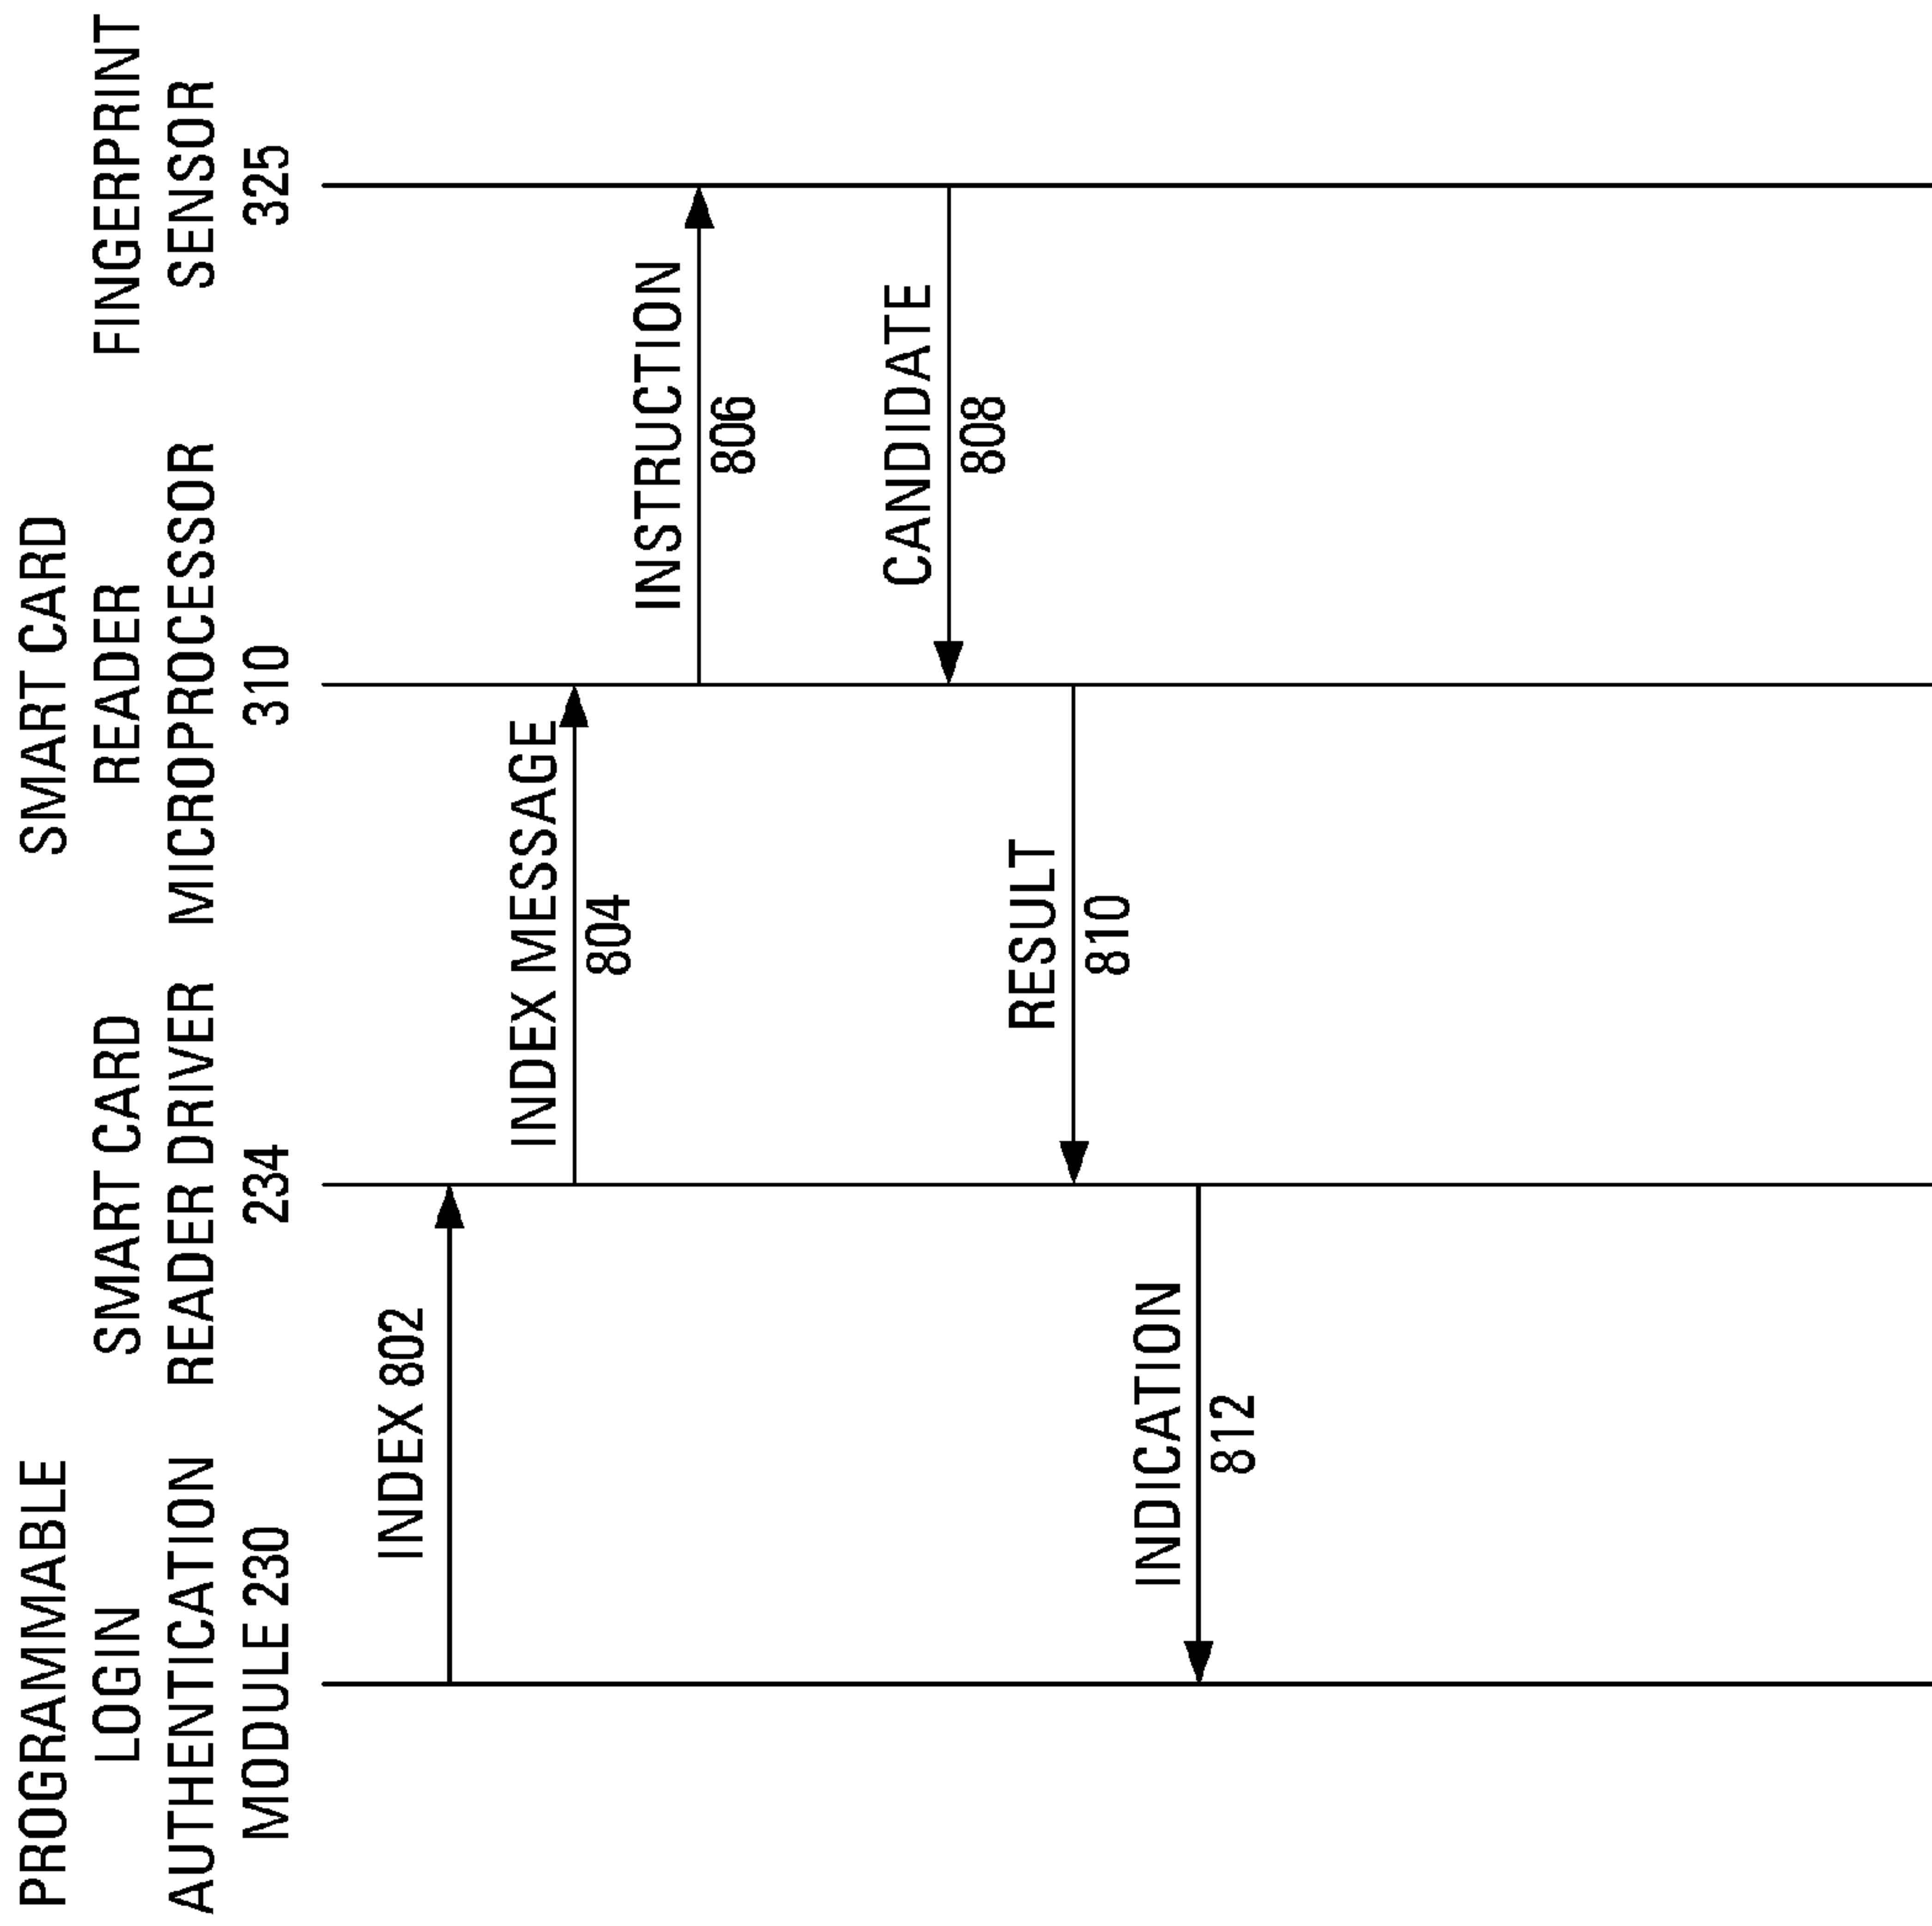 PROGRAMMABLE
LOGIN
AUTHENTICATION
MODULE 230
SMART CARD
READER DRIVER
234
SMART CARD
READER
MICROPROCESSOR
310
FINGERPRINT
SENSOR
325
INDEX 802
INDEX MESSAGE
804
INSTRUCTION
806
CANDIDATE
808
RESULT
810
INDICATION
812